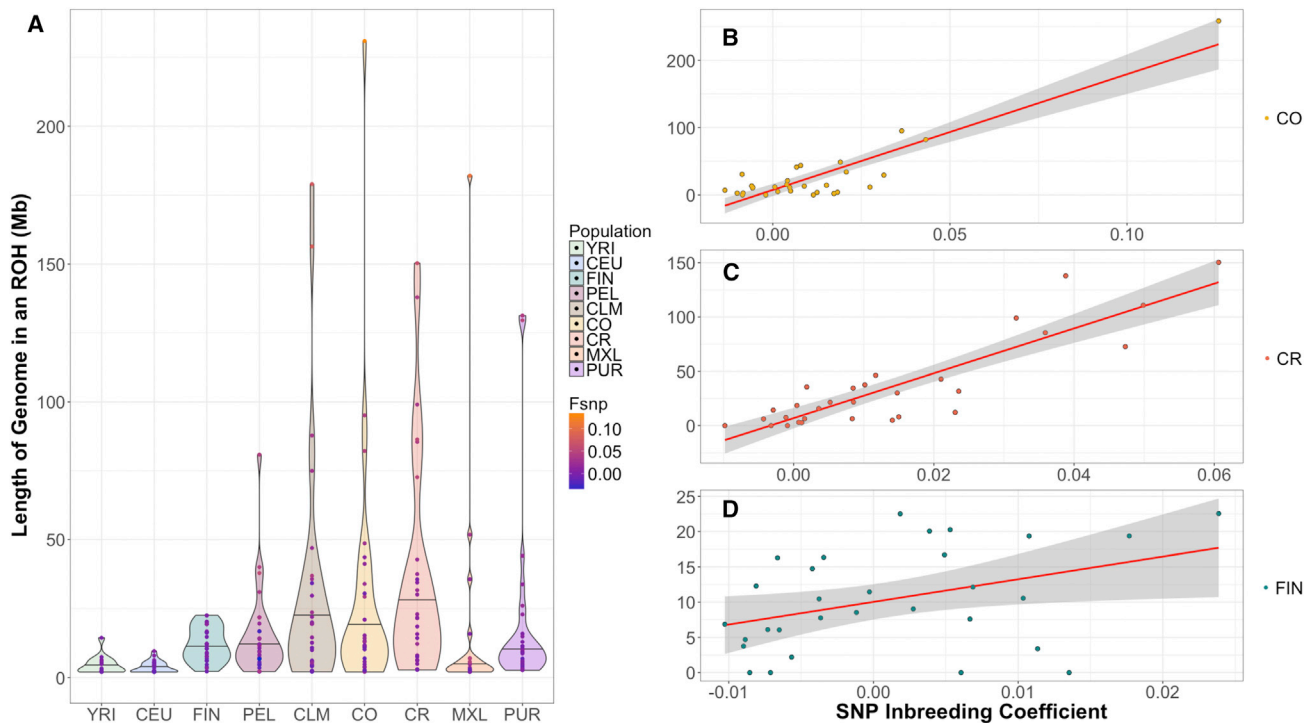 A
Length of Genome in an ROH (Mb)
200
150
100
50
0
YRI CEU FIN PEL CLM CO CR MXL PUR
Population
YRI
CEU
FIN
PEL
CLM
CO
CR
MXL
PUR
Fsnp
0.10
0.05
0.00
B
200
100
0
0.00 0.05 0.10
CO
C
150
100
50
0
0.00 0.02 0.04 0.06
CR
D
25
20
15
10
5
0
-0.01 0.00 0.01 0.02
FIN
SNP Inbreeding Coefficient